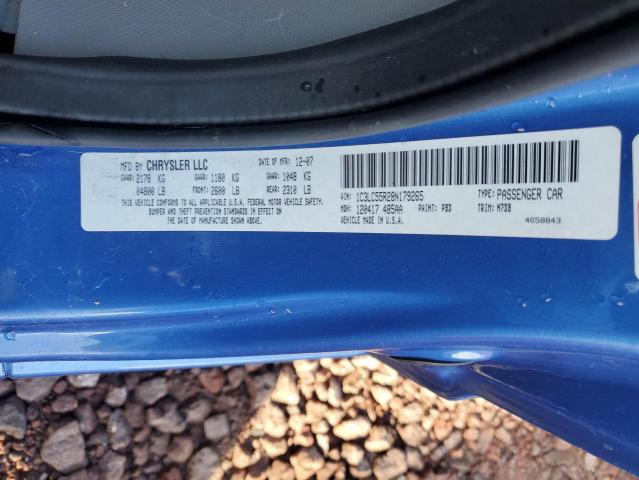 MFD BY CHRYSLER LLC DATE OF MFR: 12-07
GVWR: 2178 KG GAWR: 1180 KG GAWR: 1048 KG
04800 LB FRONT: 2600 LB REAR: 2310 LB
THIS VEHICLE CONFORMS TO ALL APPLICABLE U.S.A. FEDERAL MOTOR VEHICLE SAFETY,
BUMPER AND THEFT PREVENTION STANDARDS IN EFFECT ON THE
DATE OF MANUFACTURE SHOWN ABOVE.
VIN: 1C3LC55R28N179265 TYPE: PASSENGER CAR
MDH: 120417 485AA PAINT: PBD TRIM: M7DB
VEHICLE MADE IN U.S.A. 4658843